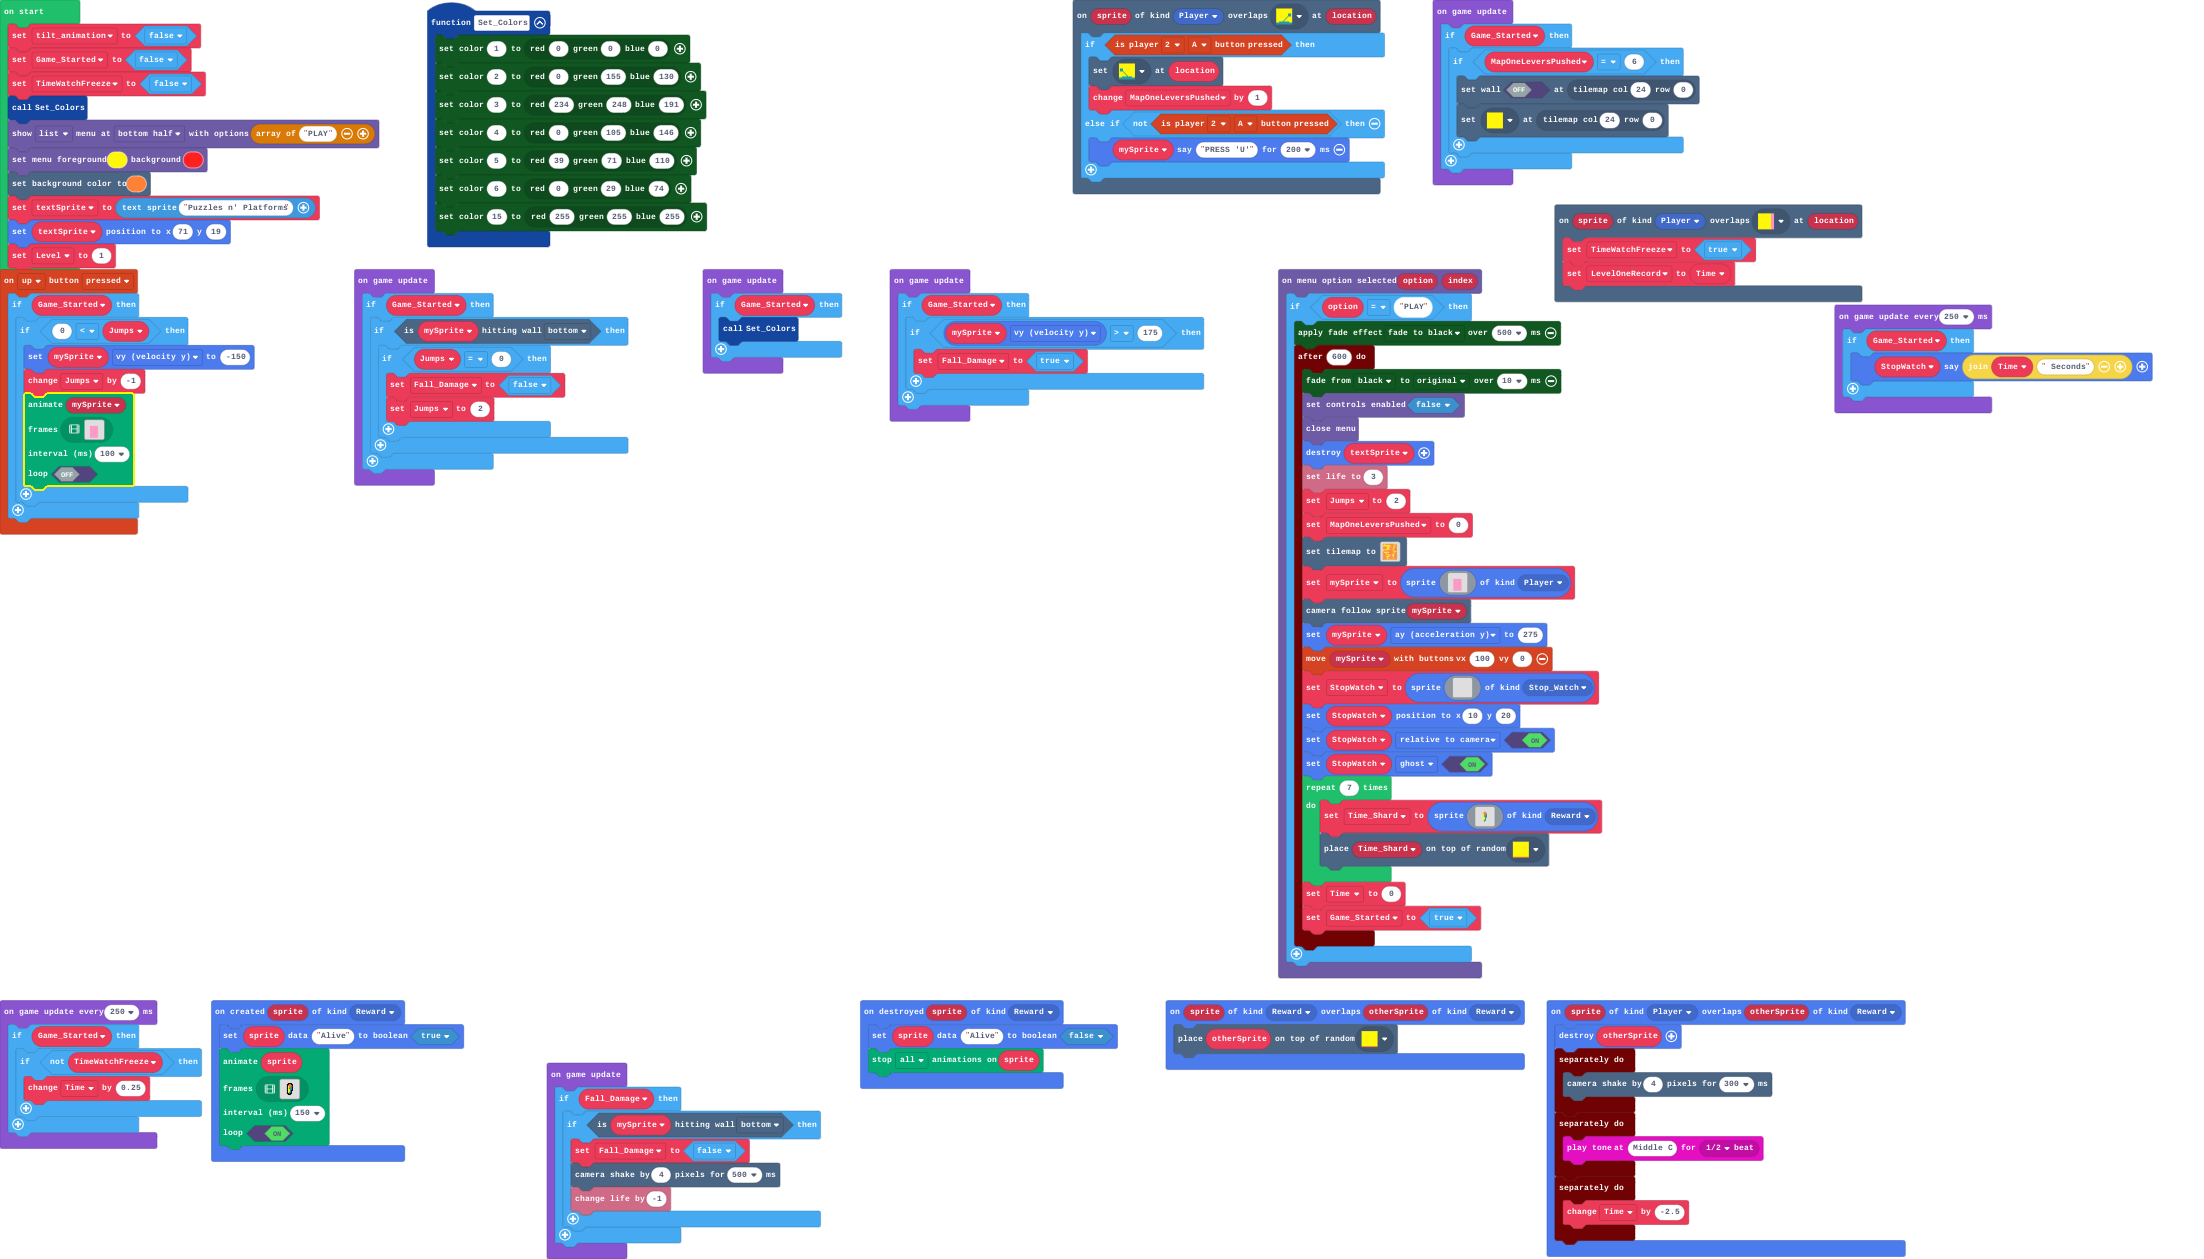 on start
set tilt_animation to false
set Game_Started to false
set TimeWatchFreeze to false
call Set_Colors
show list menu at bottom half with options array of "PLAY"
set menu foreground background
set background color to
set textSprite to text sprite "Puzzles n' Platforms"
set textSprite position to x 71 y 19
set Level to 1
function Set_Colors
set color 1 to red 0 green 0 blue 0
set color 2 to red 0 green 155 blue 130
set color 3 to red 234 green 248 blue 191
set color 4 to red 0 green 105 blue 146
set color 5 to red 39 green 71 blue 110
set color 6 to red 0 green 29 blue 74
set color 15 to red 255 green 255 blue 255
on sprite of kind Player overlaps at location
if is player 2 A button pressed then
set at location
change MapOneLeversPushed by 1
else if not is player 2 A button pressed then
mySprite say "PRESS 'U'" for 200 ms
on game update
if Game_Started then
if MapOneLeversPushed = 6 then
set wall OFF at tilemap col 24 row 0
set at tilemap col 24 row 0
on sprite of kind Player overlaps at location
set TimeWatchFreeze to true
set LevelOneRecord to Time
on up button pressed
if Game_Started then
if 0 < Jumps then
set mySprite vy (velocity y) to -150
change Jumps by -1
animate mySprite
frames
interval (ms) 100
loop OFF
on game update
if Game_Started then
if is mySprite hitting wall bottom then
if Jumps = 0 then
set Fall_Damage to false
set Jumps to 2
on game update
if Game_Started then
call Set_Colors
on game update
if Game_Started then
if mySprite vy (velocity y) > 175 then
set Fall_Damage to true
on menu option selected option index
if option = "PLAY" then
apply fade effect fade to black over 500 ms
after 600 do
fade from black to original over 10 ms
set controls enabled false
close menu
destroy textSprite
set life to 3
set Jumps to 2
set MapOneLeversPushed to 0
set tilemap to
set mySprite to sprite of kind Player
camera follow sprite mySprite
set mySprite ay (acceleration y) to 275
move mySprite with buttons vx 100 vy 0
set StopWatch to sprite of kind Stop_Watch
set StopWatch position to x 10 y 20
set StopWatch relative to camera ON
set StopWatch ghost ON
repeat 7 times
do
set Time_Shard to sprite of kind Reward
place Time_Shard on top of random
set Time to 0
set Game_Started to true
on game update every 250 ms
if Game_Started then
StopWatch say join Time " Seconds"
on game update every 250 ms
if Game_Started then
if not TimeWatchFreeze then
change Time by 0.25
on created sprite of kind Reward
set sprite data "Alive" to boolean true
animate sprite
frames
interval (ms) 150
loop ON
on game update
if Fall_Damage then
if is mySprite hitting wall bottom then
set Fall_Damage to false
camera shake by 4 pixels for 500 ms
change life by -1
on destroyed sprite of kind Reward
set sprite data "Alive" to boolean false
stop all animations on sprite
on sprite of kind Reward overlaps otherSprite of kind Reward
place otherSprite on top of random
on sprite of kind Player overlaps otherSprite of kind Reward
destroy otherSprite
separately do
camera shake by 4 pixels for 300 ms
separately do
play tone at Middle C for 1/2 beat
separately do
change Time by -2.5